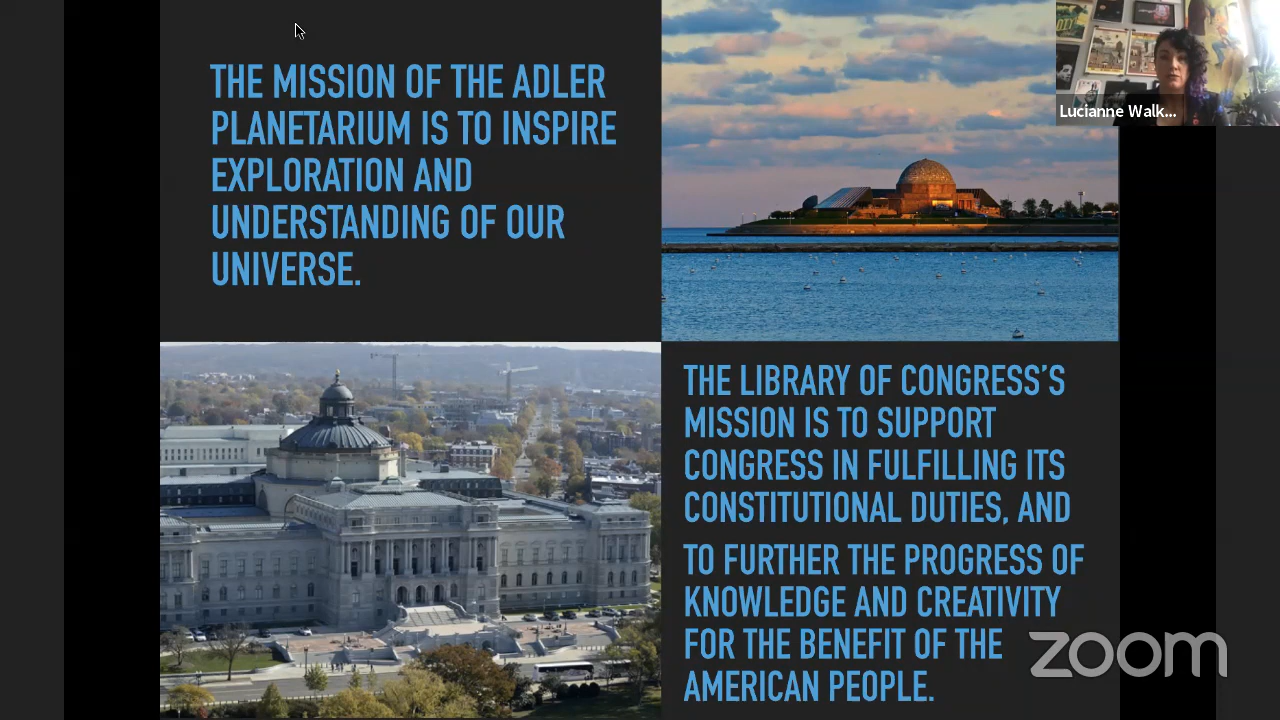 THE MISSION OF THE ADLER
PLANETARIUM IS TO INSPIRE
EXPLORATION AND
UNDERSTANDING OF OUR
UNIVERSE.
Lucianne Walk...
THE LIBRARY OF CONGRESS'S
MISSION IS TO SUPPORT
CONGRESS IN FULFILLING ITS
CONSTITUTIONAL DUTIES, AND
TO FURTHER THE PROGRESS OF
KNOWLEDGE AND CREATIVITY
FOR THE BENEFIT OF THE
AMERICAN PEOPLE.
zoom